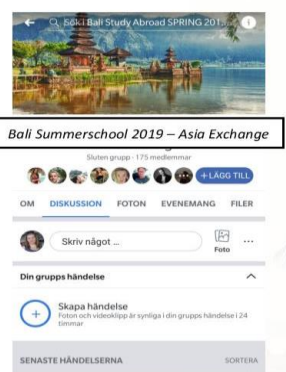 Sök i Bali Study Abroad SPRING 201
Bali Summerschool 2019 – Asia Exchange
Sluten grupp · 175 medlemmar
+ LÄGG TILL
OM DISKUSSION FOTON EVENEMANG FILER
Skriv något ...
Foto
Din grupps händelse
Skapa händelse
Foton och videoklipp är synliga i din grupps händelse i 24
timmar
SENASTE HÄNDELSERNA SORTERA